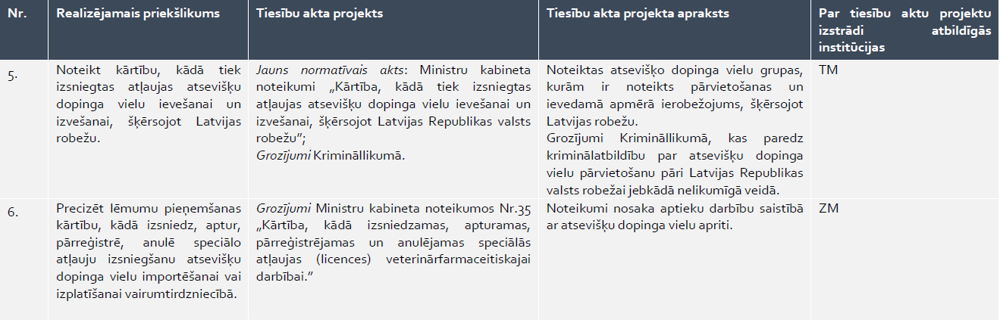 Nr.
Realizējamais priekšlikums
Tiesību akta projekts
Tiesību akta projekta apraksts
Par tiesību aktu projektu
izstrādi atbildīgās
institūcijas
5.
Noteikt kārtību, kādā tiek
izsniegtas atļaujas atsevišķu
dopinga vielu ievešanai un
izvešanai, šķērsojot Latvijas
robežu.
Jauns normatīvais akts: Ministru kabineta
noteikumi „Kārtība, kādā tiek izsniegtas
atļaujas atsevišķu dopinga vielu ievešanai un
izvešanai, šķērsojot Latvijas Republikas valsts
robežu”;
Grozījumi Krimināllikumā.
Noteiktas atsevišķo dopinga vielu grupas,
kurām ir noteikts pārvietošanas un
ievedamā apmērā ierobežojums, šķērsojot
Latvijas robežu.
Grozījumi Krimināllikumā, kas paredz
kriminālatbildību par atsevišķu dopinga
vielu pārvietošanu pāri Latvijas Republikas
valsts robežai jebkādā nelikumīgā veidā.
TM
6.
Precizēt lēmumu pieņemšanas
kārtību, kādā izsniedz, aptur,
pārreģistrē, anulē speciālo
atļauju izsniegšanu atsevišķu
dopinga vielu importēšanai vai
izplatīšanai vairumtirdzniecībā.
Grozījumi Ministru kabineta noteikumos Nr.35
„Kārtība, kādā izsniedzamas, apturamas,
pārreģistrējamas un anulējamas speciālās
atļaujas (licences) veterinārfarmaceitiskajai
darbībai.”
Noteikumi nosaka aptieku darbību saistībā
ar atsevišķu dopinga vielu apriti.
ZM